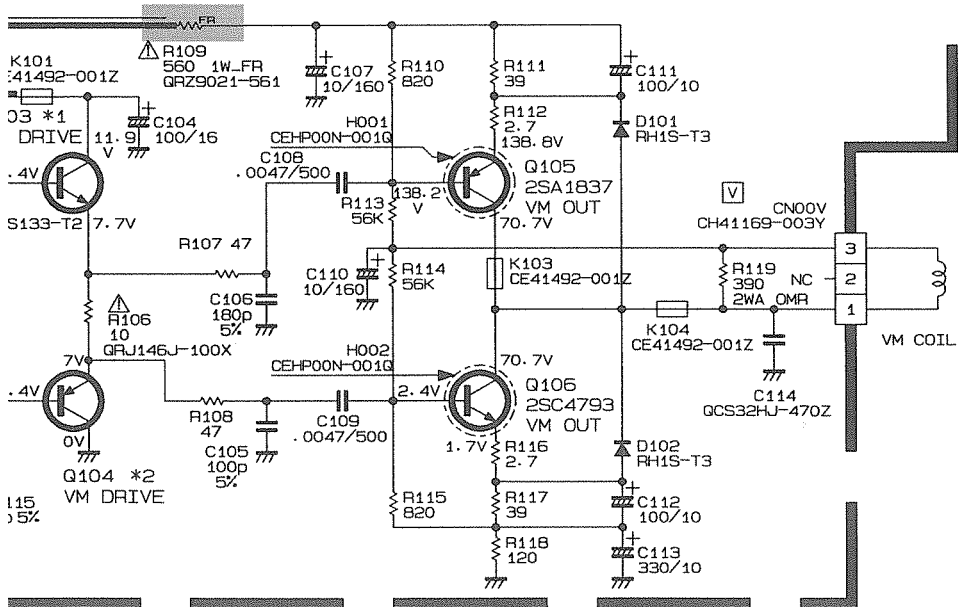 FR
K101
CE41492-001Z
R109
560 1W_FR
QRZ9021-561
C107
10/160
R110
820
R111
39
C111
100/10
R112
2.7
138.8V
D101
RH1S-T3
03 *1
DRIVE
11.9
V
C104
100/16
H001
CEHP00N-001Q
C108
.0047/500
Q105
2SA1837
VM OUT
.4V
138.2
V
R113
56K
V
CN00V
CH41169-003Y
S133-T2
7.7V
70.7V
R107 47
3
C110
10/160
R114
56K
K103
CE41492-001Z
R119
390
2WA OMR
NC
2
C106
180p
5%
1
R106
10
QRJ146J-100X
K104
CE41492-001Z
VM COIL
H002
CEHP00N-001Q
7V
70.7V
C114
QCS32HJ-470Z
.4V
2.4V
Q106
2SC4793
VM OUT
R108
47
C109
.0047/500
0V
C105
100p
5%
1.7V
R116
2.7
D102
RH1S-T3
Q104 *2
VM DRIVE
115
5%
R115
820
R117
39
C112
100/10
R118
120
C113
330/10